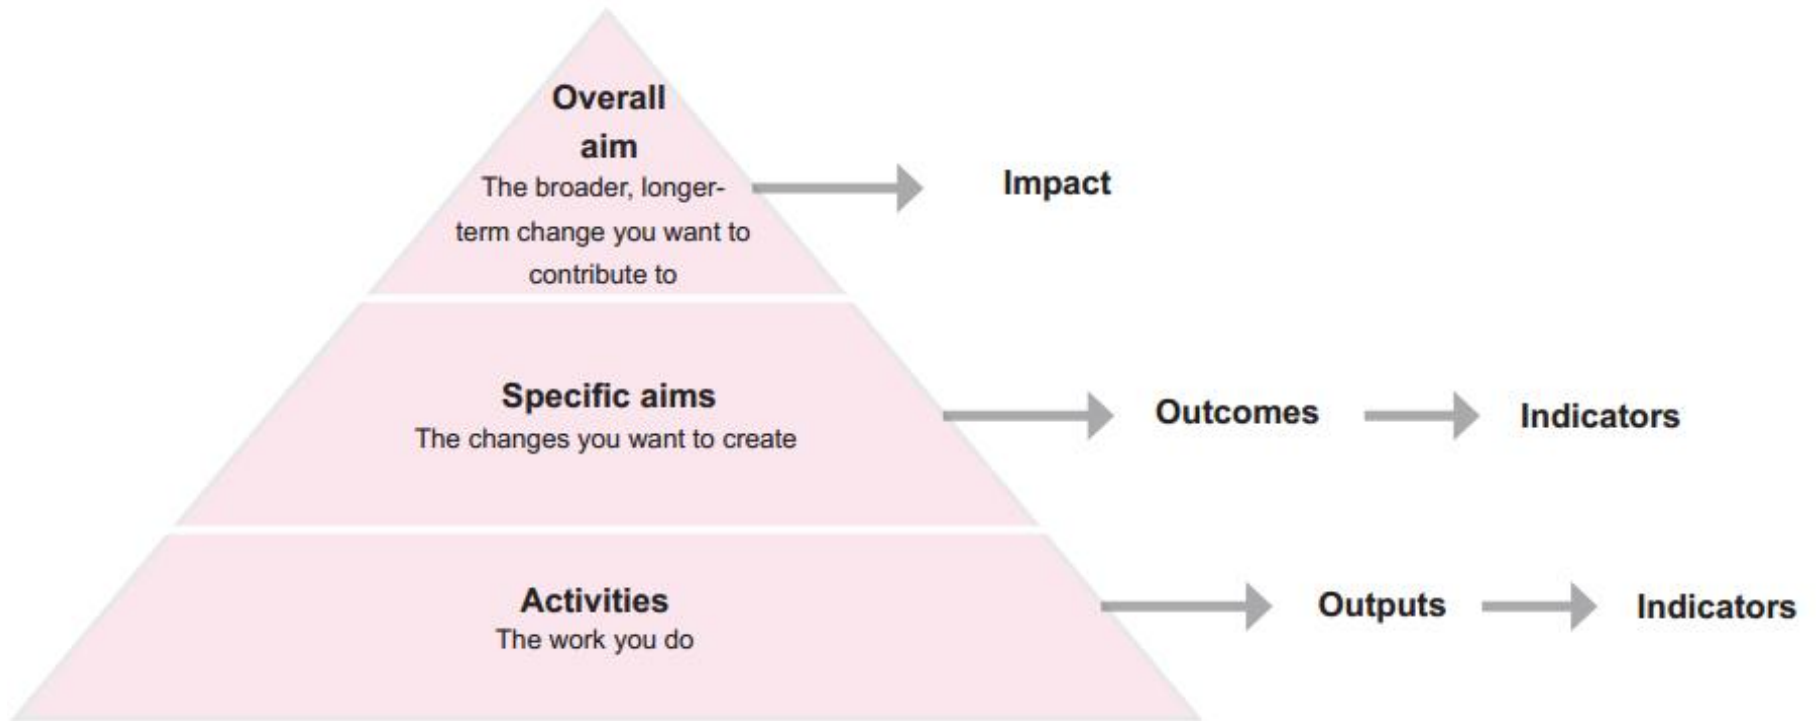 Overall
aim
The broader, longer-
term change you want to
contribute to
Impact
Specific aims
The changes you want to create
Outcomes
Indicators
Activities
The work you do
Outputs
Indicators